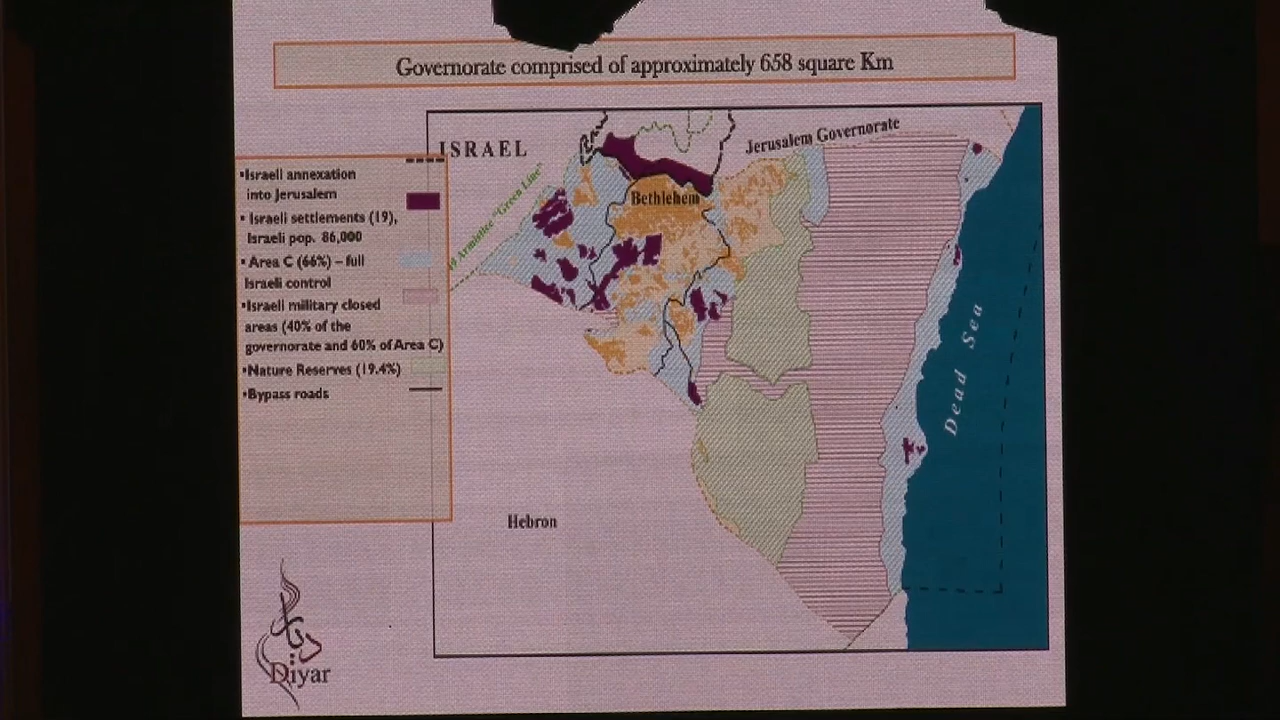 Governorate comprised of approximately 658 square Km
ISRAEL
Jerusalem Governorate
Bethlehem
Armistice "Green Line"
Dead Sea
Hebron
•Israeli annexation
into Jerusalem
• Israeli settlements (19),
Israeli pop. 86,000
• Area C (66%) – full
Israeli control
•Israeli military closed
areas (40% of the
governorate and 60% of Area C)
•Nature Reserves (19.4%)
•Bypass roads
ديار
Diyar